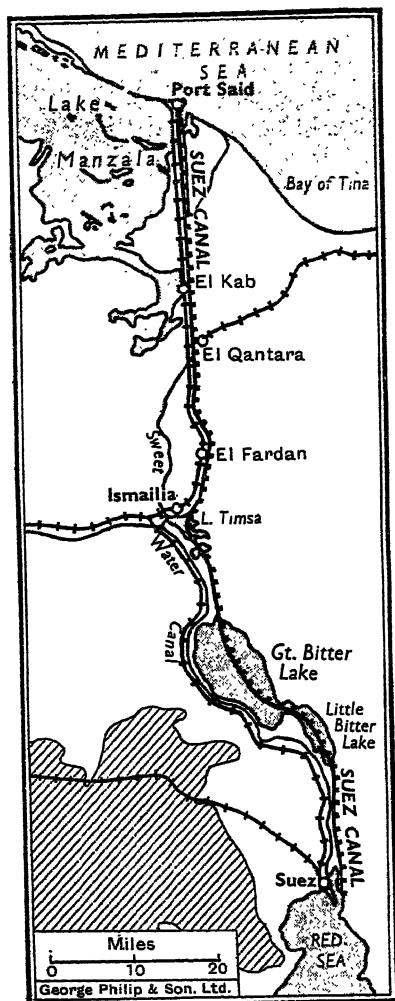 MEDITERRANEAN
SEA
Port Said
Lake
Manzala
SUEZ CANAL
Bay of Tina
El Kab
El Qantara
Sweet
El Fardan
Ismailia
L. Timsa
Water
Canal
Gt. Bitter
Lake
Little
Bitter
Lake
SUEZ CANAL
Suez
RED
SEA
Miles
0 10 20
George Philip & Son. Ltd.